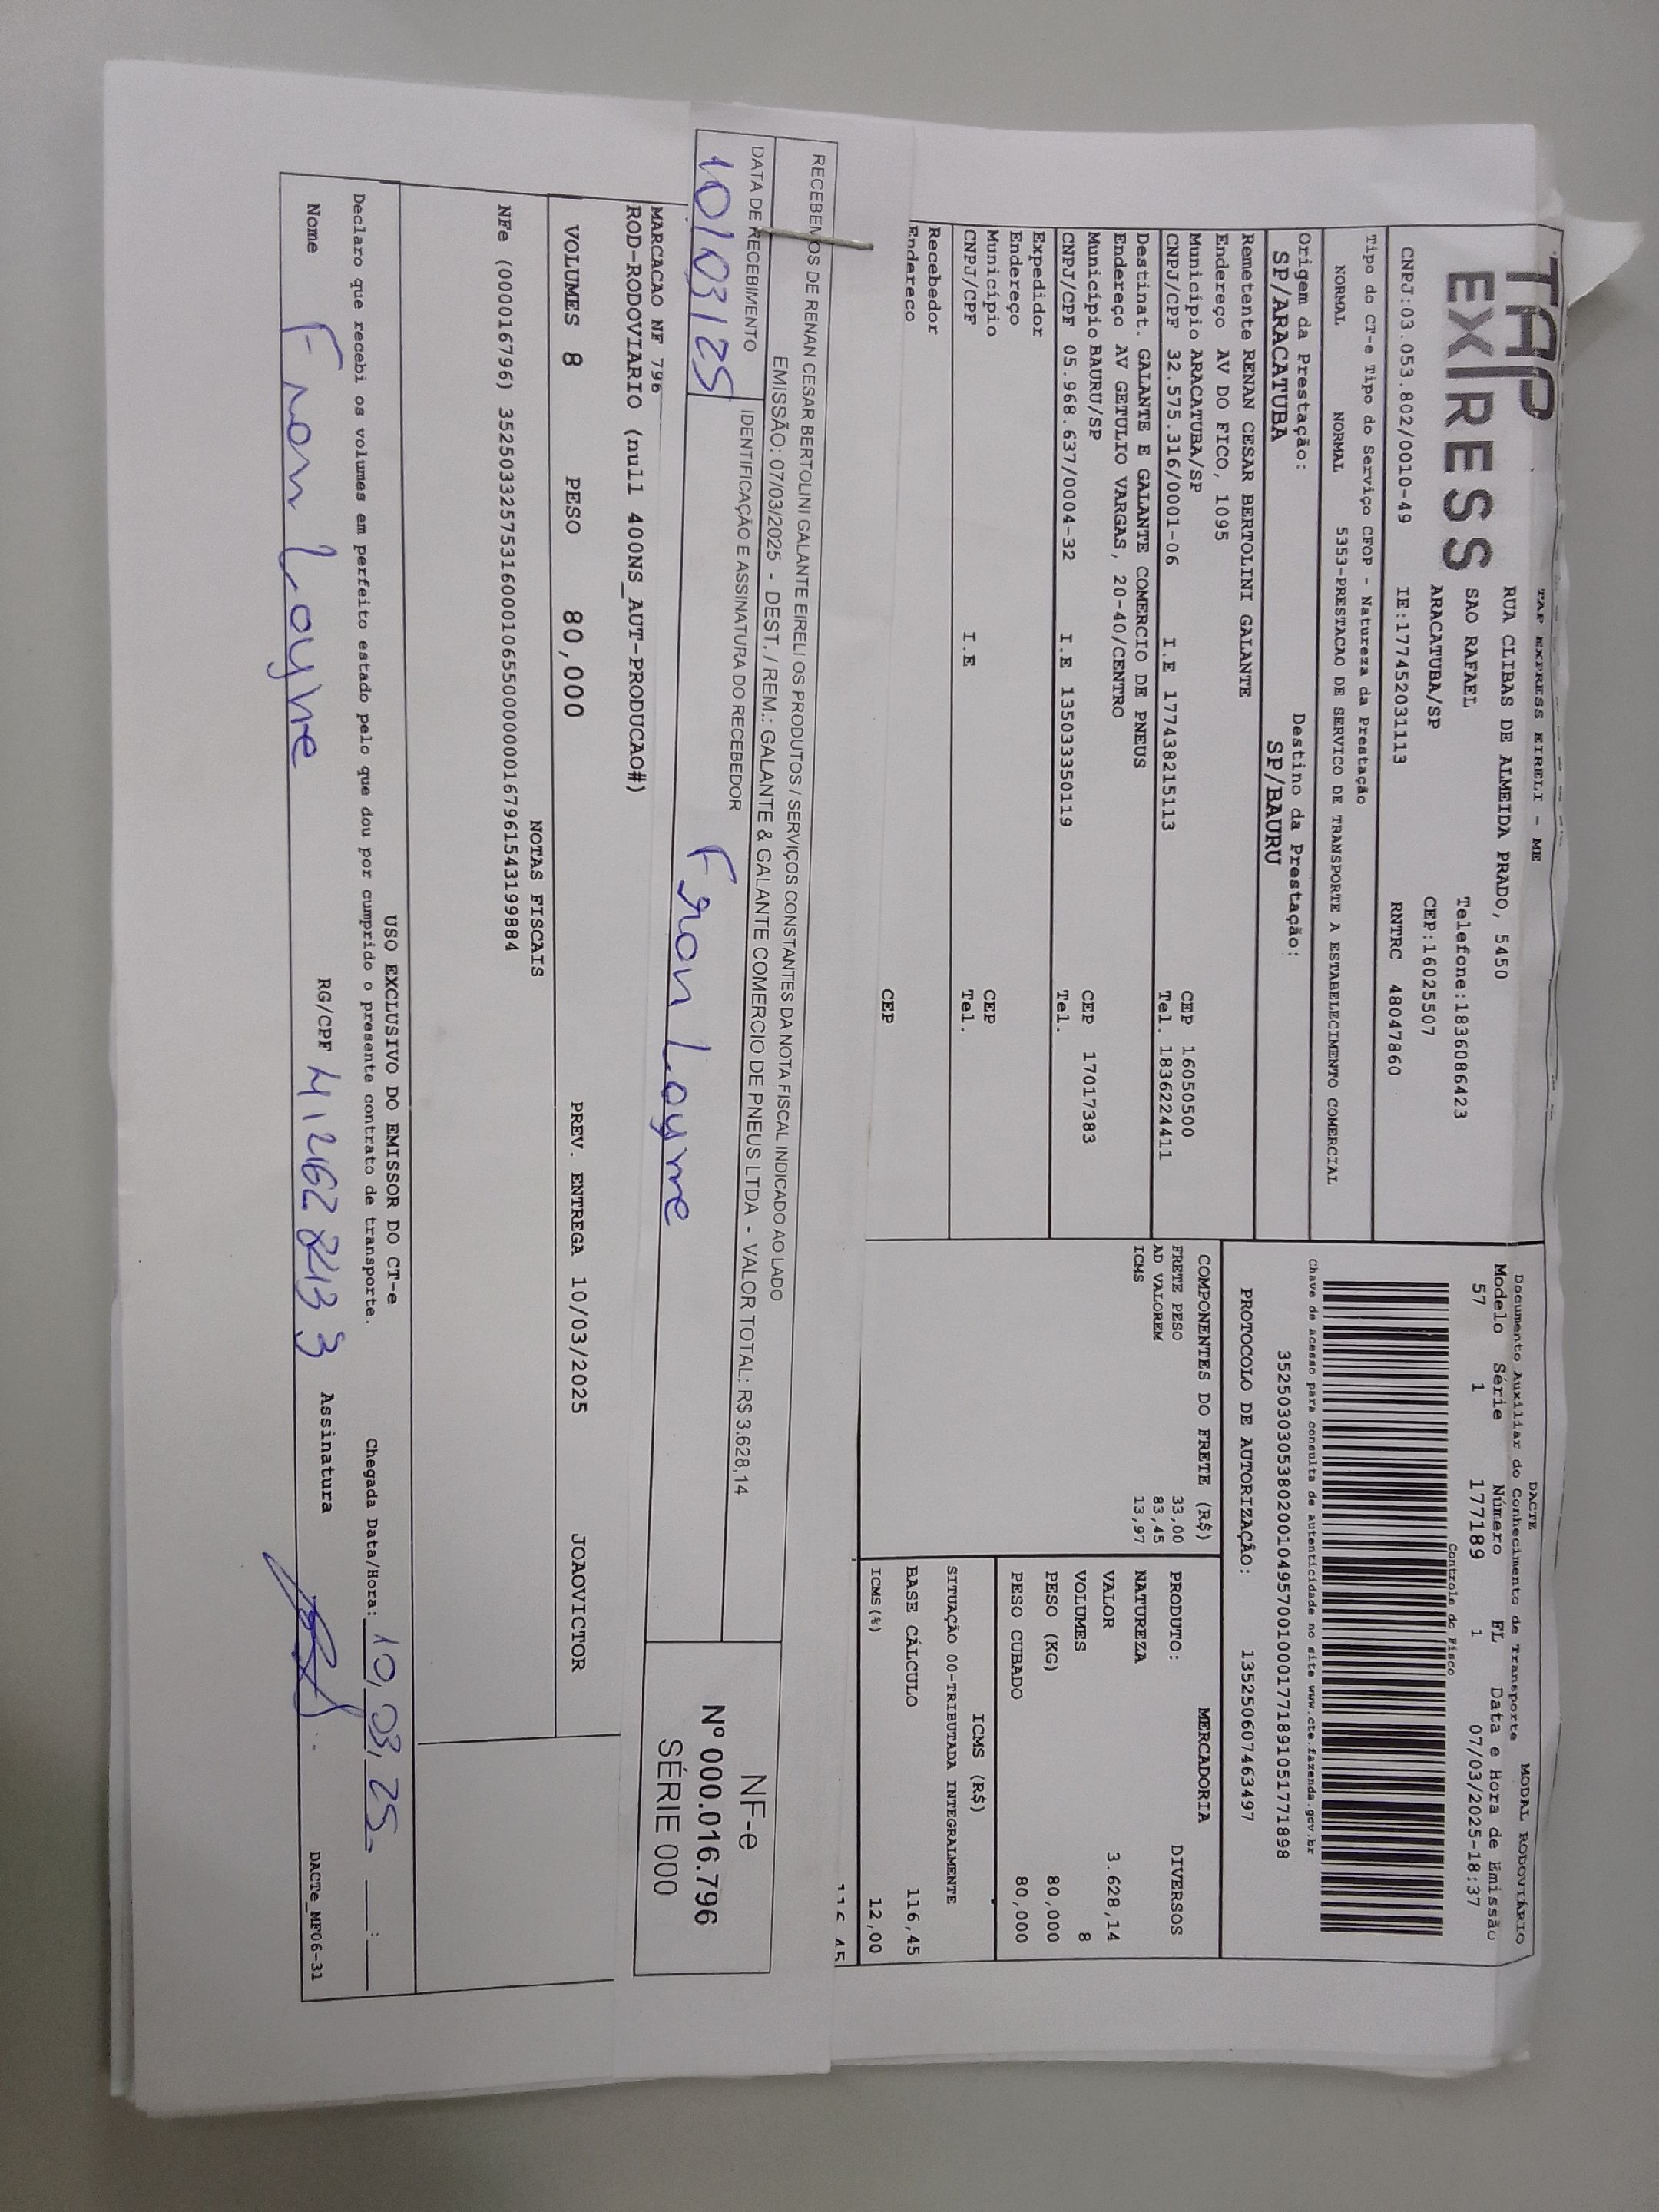 TAP EXPRESS
TAP EXPRESS EIRELI - ME
RUA CLIBAS DE ALMEIDA PRADO, 5450
SAO RAFAEL Telefone:1836086423
ARACATUBA/SP CEP:16025507
CNPJ:03.053.802/0010-49 IE:177452031113 RNTRC 48047860
DACTE MODAL RODOVIÁRIO
Documento Auxiliar do Conhecimento de Transporte
Modelo Série Número FL Data e Hora de Emissão
57 1 177189 1 07/03/2025-18:37
Controle do Fisco
Chave de acesso para consulta de autenticidade no site www.cte.fazenda.gov.br
35250303053802001049570010001771891051771898
PROTOCOLO DE AUTORIZAÇÃO: 135250607463497
Tipo do CT-e Tipo do Serviço CFOP - Natureza da Prestação
NORMAL NORMAL 5353-PRESTACAO DE SERVICO DE TRANSPORTE A ESTABELECIMENTO COMERCIAL
Origem da Prestação: Destino da Prestação:
SP/ARACATUBA SP/BAURU
Remetente RENAN CESAR BERTOLINI GALANTE
Endereço AV DO FICO, 1095
Município ARACATUBA/SP CEP 16050500
CNPJ/CPF 32.575.316/0001-06 I.E 177438215113 Tel. 1836224411
Destinat. GALANTE E GALANTE COMERCIO DE PNEUS
Endereço AV GETULIO VARGAS, 20-40/CENTRO
Município BAURU/SP CEP 17017383
CNPJ/CPF 05.968.637/0004-32 I.E 135033350119 Tel.
Expedidor
Endereço
Município CEP
CNPJ/CPF I.E Tel.
Recebedor
Endereco CEP
COMPONENTES DO FRETE (R$)
FRETE PESO 33,00
AD VALOREM 83,45
ICMS 13,97
MERCADORIA
PRODUTO: DIVERSOS
NATUREZA
VALOR 3.628,14
VOLUMES 8
PESO (KG) 80,000
PESO CUBADO 80,000
ICMS (R$)
SITUAÇÃO 00-TRIBUTADA INTEGRALMENTE
BASE CÁLCULO 116,45
ICMS(%) 12,00
116,45
RECEBEMOS DE RENAN CESAR BERTOLINI GALANTE EIRELI OS PRODUTOS / SERVIÇOS CONSTANTES DA NOTA FISCAL INDICADO AO LADO
EMISSÃO: 07/03/2025 - DEST. / REM.: GALANTE & GALANTE COMERCIO DE PNEUS LTDA - VALOR TOTAL: R$ 3.628,14
DATA DE RECEBIMENTO IDENTIFICAÇÃO E ASSINATURA DO RECEBEDOR
10/03/25
NF-e
Nº 000.016.796
SÉRIE 000
MARCACAO NF 796
ROD-RODOVIARIO (null 400NS_AUT-PRODUCAO#)
VOLUMES 8 PESO 80,000 PREV. ENTREGA 10/03/2025 JOAOVICTOR
NOTAS FISCAIS
NFe (000016796) 35250332575316000106550000000167961543199884
USO EXCLUSIVO DO EMISSOR DO CT-e
Declaro que recebi os volumes em perfeito estado pelo que dou por cumprido o presente contrato de transporte. Chegada Data/Hora: 10,03,25
Nome RG/CPF Assinatura
DACTe_MF06-31